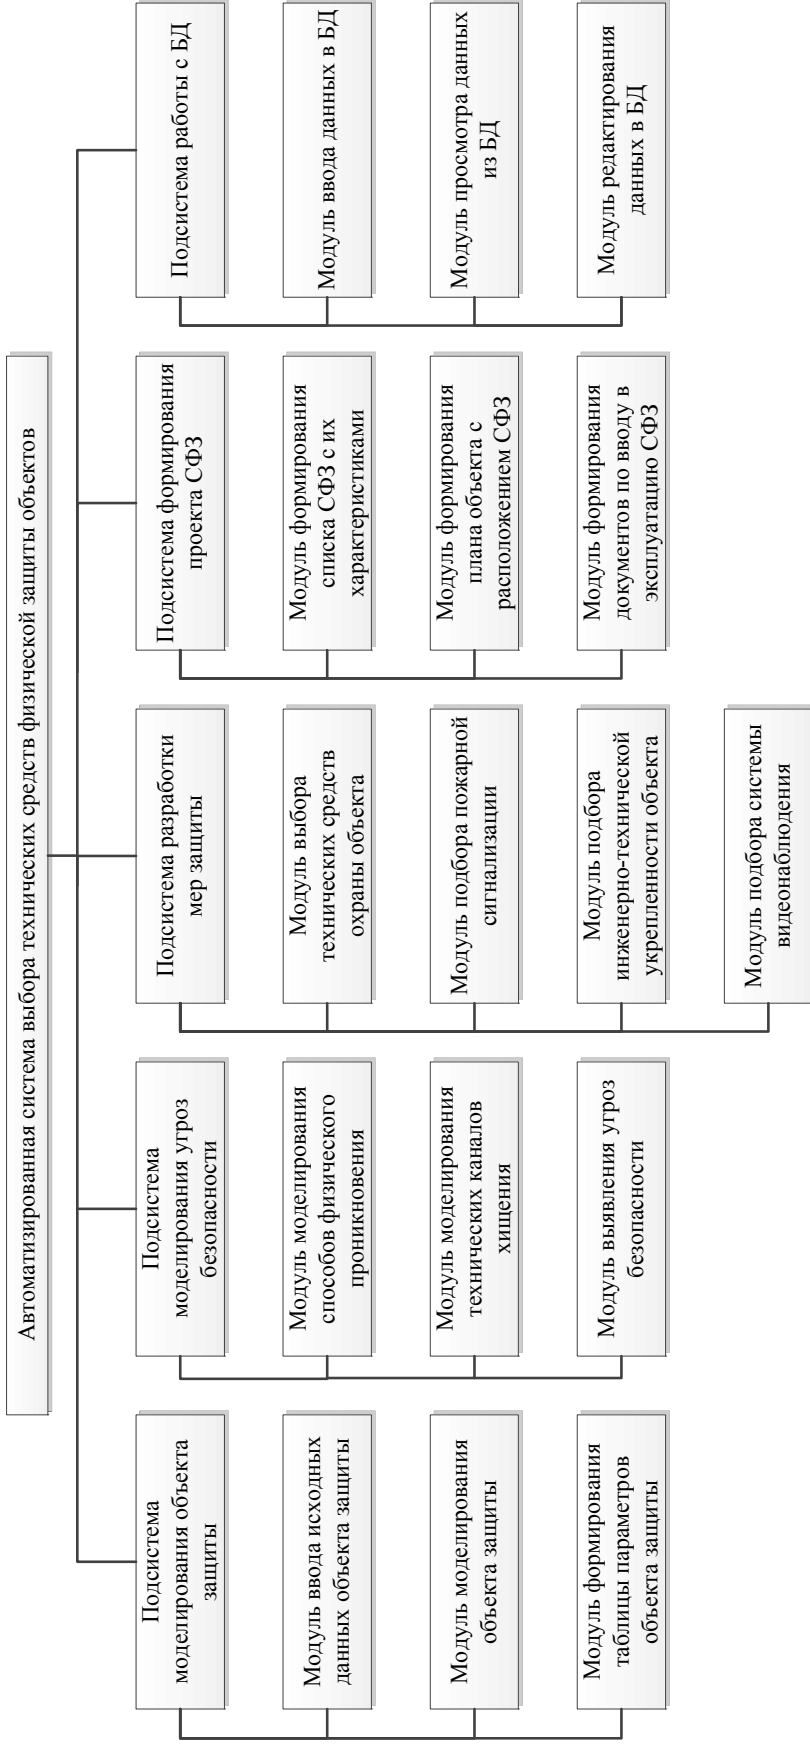 Автоматизированная система выбора технических средств физической защиты объектов
Подсистема
моделирования объекта
защиты
Модуль ввода исходных
данных объекта защиты
Модуль моделирования
объекта защиты
Модуль формирования
таблицы параметров
объекта защиты
Подсистема
моделирования угроз
безопасности
Модуль моделирования
способов физического
проникновения
Модуль моделирования
технических каналов
хищения
Модуль выявления угроз
безопасности
Подсистема разработки
мер защиты
Модуль выбора
технических средств
охраны объекта
Модуль подбора пожарной
сигнализации
Модуль подбора
инженерно-технической
укрепленности объекта
Модуль подбора системы
видеонаблюдения
Подсистема формирования
проекта СФЗ
Модуль формирования
списка СФЗ с их
характеристиками
Модуль формирования
плана объекта с
расположением СФЗ
Модуль формирования
документов по вводу в
эксплуатацию СФЗ
Подсистема работы с БД
Модуль ввода данных в БД
Модуль просмотра данных
из БД
Модуль редактирования
данных в БД